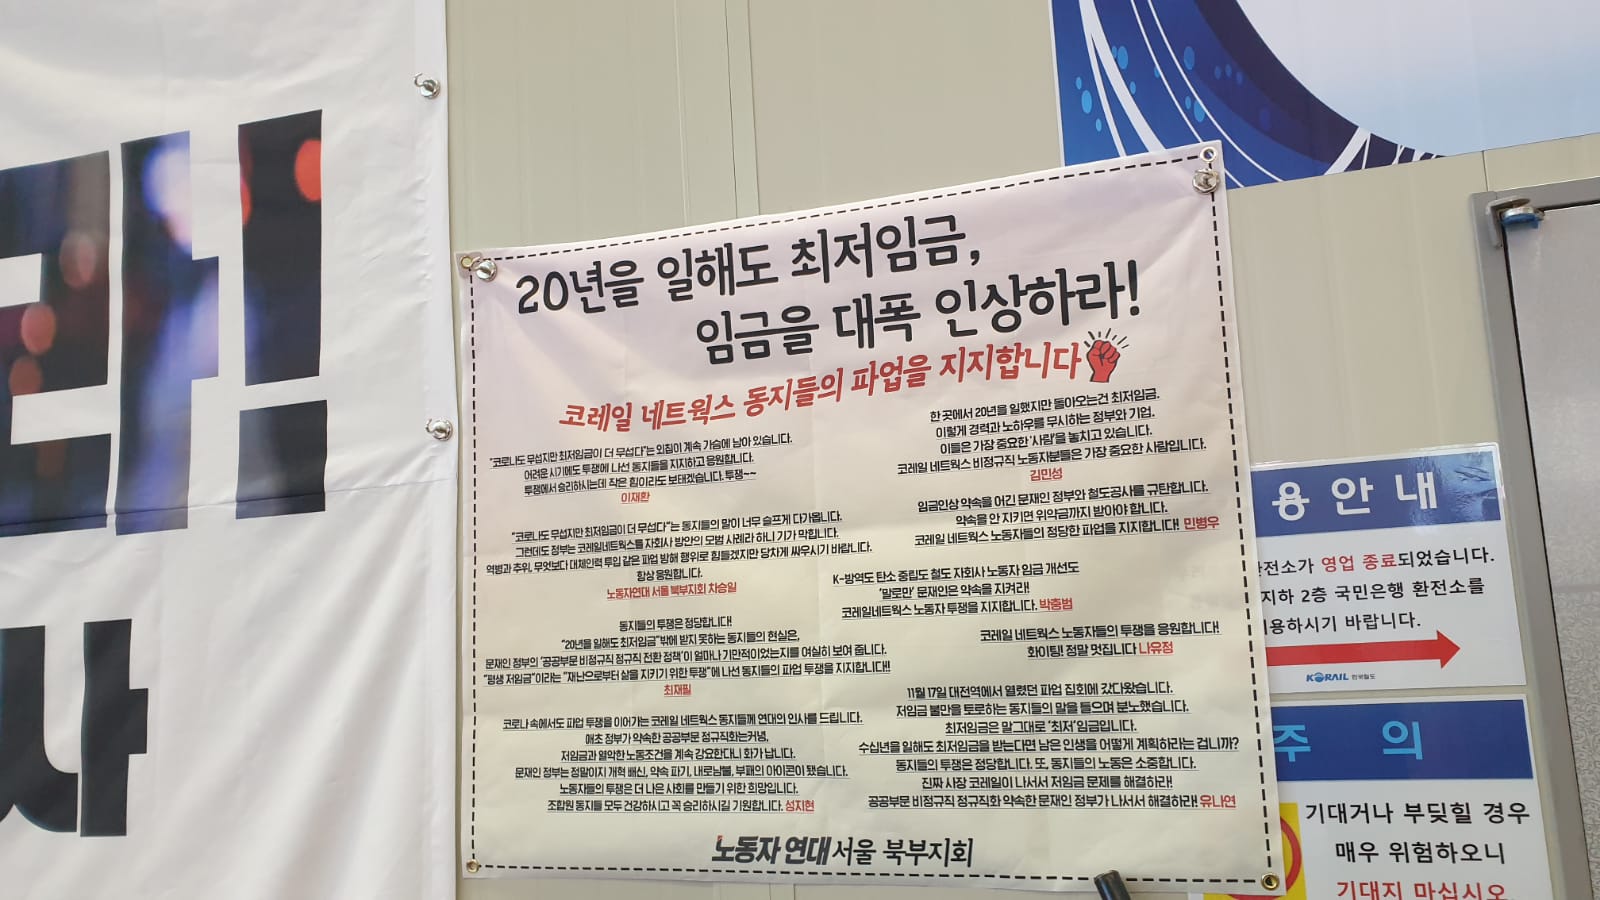 라!
사
20년을 일해도 최저임금,
임금을 대폭 인상하라!
코레일 네트웍스 동지들의 파업을 지지합니다
"코로나도 무섭지만 최저임금이 더 무섭다"는 외침이 계속 가슴에 남아 있습니다.
어려운 시기에도 투쟁에 나선 동지들을 지지하고 응원합니다.
투쟁에서 승리하시는데 작은 힘이라도 보태겠습니다. 투쟁~~
이재환
"코로나도 무섭지만 최저임금이 더 무섭다"는 동지들의 말이 너무 슬프게 다가옵니다.
그런데도 정부는 코레일네트웍스를 자회사 방안의 모범 사례라 하니 기가 막힙니다.
역병과 추위, 무엇보다 대체인력 투입 같은 파업 방해 행위로 힘들겠지만 당차게 싸우시기 바랍니다.
항상 응원합니다.
노동자연대 서울 북부지회 차승일
동지들의 투쟁은 정당합니다!
"20년을 일해도 최저임금"밖에 받지 못하는 동지들의 현실은,
문재인 정부의 '공공부문 비정규직 정규직 전환 정책'이 얼마나 기만적이었는지를 여실히 보여 줍니다.
"평생 저임금"이라는 "재난으로부터 삶을 지키기 위한 투쟁"에 나선 동지들의 파업 투쟁을 지지합니다!
최재필
코로나 속에서도 파업 투쟁을 이어가는 코레일 네트웍스 동지들께 연대의 인사를 드립니다.
애초 정부가 약속한 공공부문 정규직화는커녕,
저임금과 열악한 노동조건을 계속 강요한다니 화가 납니다.
문재인 정부는 정말이지 개혁 배신, 약속 파기, 내로남불, 부패의 아이콘이 됐습니다.
노동자들의 투쟁은 더 나은 사회를 만들기 위한 희망입니다.
조합원 동지들 모두 건강하시고 꼭 승리하시길 기원합니다. 성지현
한 곳에서 20년을 일했지만 돌아오는건 최저임금.
이렇게 경력과 노하우를 무시하는 정부와 기업.
이들은 가장 중요한 '사람'을 놓치고 있습니다.
코레일 네트웍스 비정규직 노동자분들은 가장 중요한 사람입니다.
김민성
임금인상 약속을 어긴 문재인 정부와 철도공사를 규탄합니다.
약속을 안 지키면 위약금까지 받아야 합니다.
코레일 네트웍스 노동자들의 정당한 파업을 지지합니다! 민병우
K-방역도 탄소 중립도 철도 자회사 노동자 임금 개선도
'말로만' 문재인은 약속을 지켜라!
코레일네트웍스 노동자 투쟁을 지지합니다. 박충범
코레일 네트웍스 노동자들의 투쟁을 응원합니다!
화이팅! 정말 멋집니다 나유정
11월 17일 대전역에서 열렸던 파업 집회에 갔다왔습니다.
저임금 불만을 토로하는 동지들의 말을 들으며 분노했습니다.
최저임금은 말그대로 '최저'임금입니다.
수십년을 일해도 최저임금을 받는다면 남은 인생을 어떻게 계획하라는 겁니까?
동지들의 투쟁은 정당합니다. 또, 동지들의 노동은 소중합니다.
진짜 사장 코레일이 나서서 저임금 문제를 해결하라!
공공부문 비정규직 정규직화 약속한 문재인 정부가 나서서 해결하라! 유나연
노동자 연대 서울 북부지회
용 안 내
환전소가 영업 종료되었습니다.
지하 2층 국민은행 환전소를
이용하시기 바랍니다.
KORAIL 한국철도
주 의
기대거나 부딪힐 경우
매우 위험하오니
기대지 마십시오